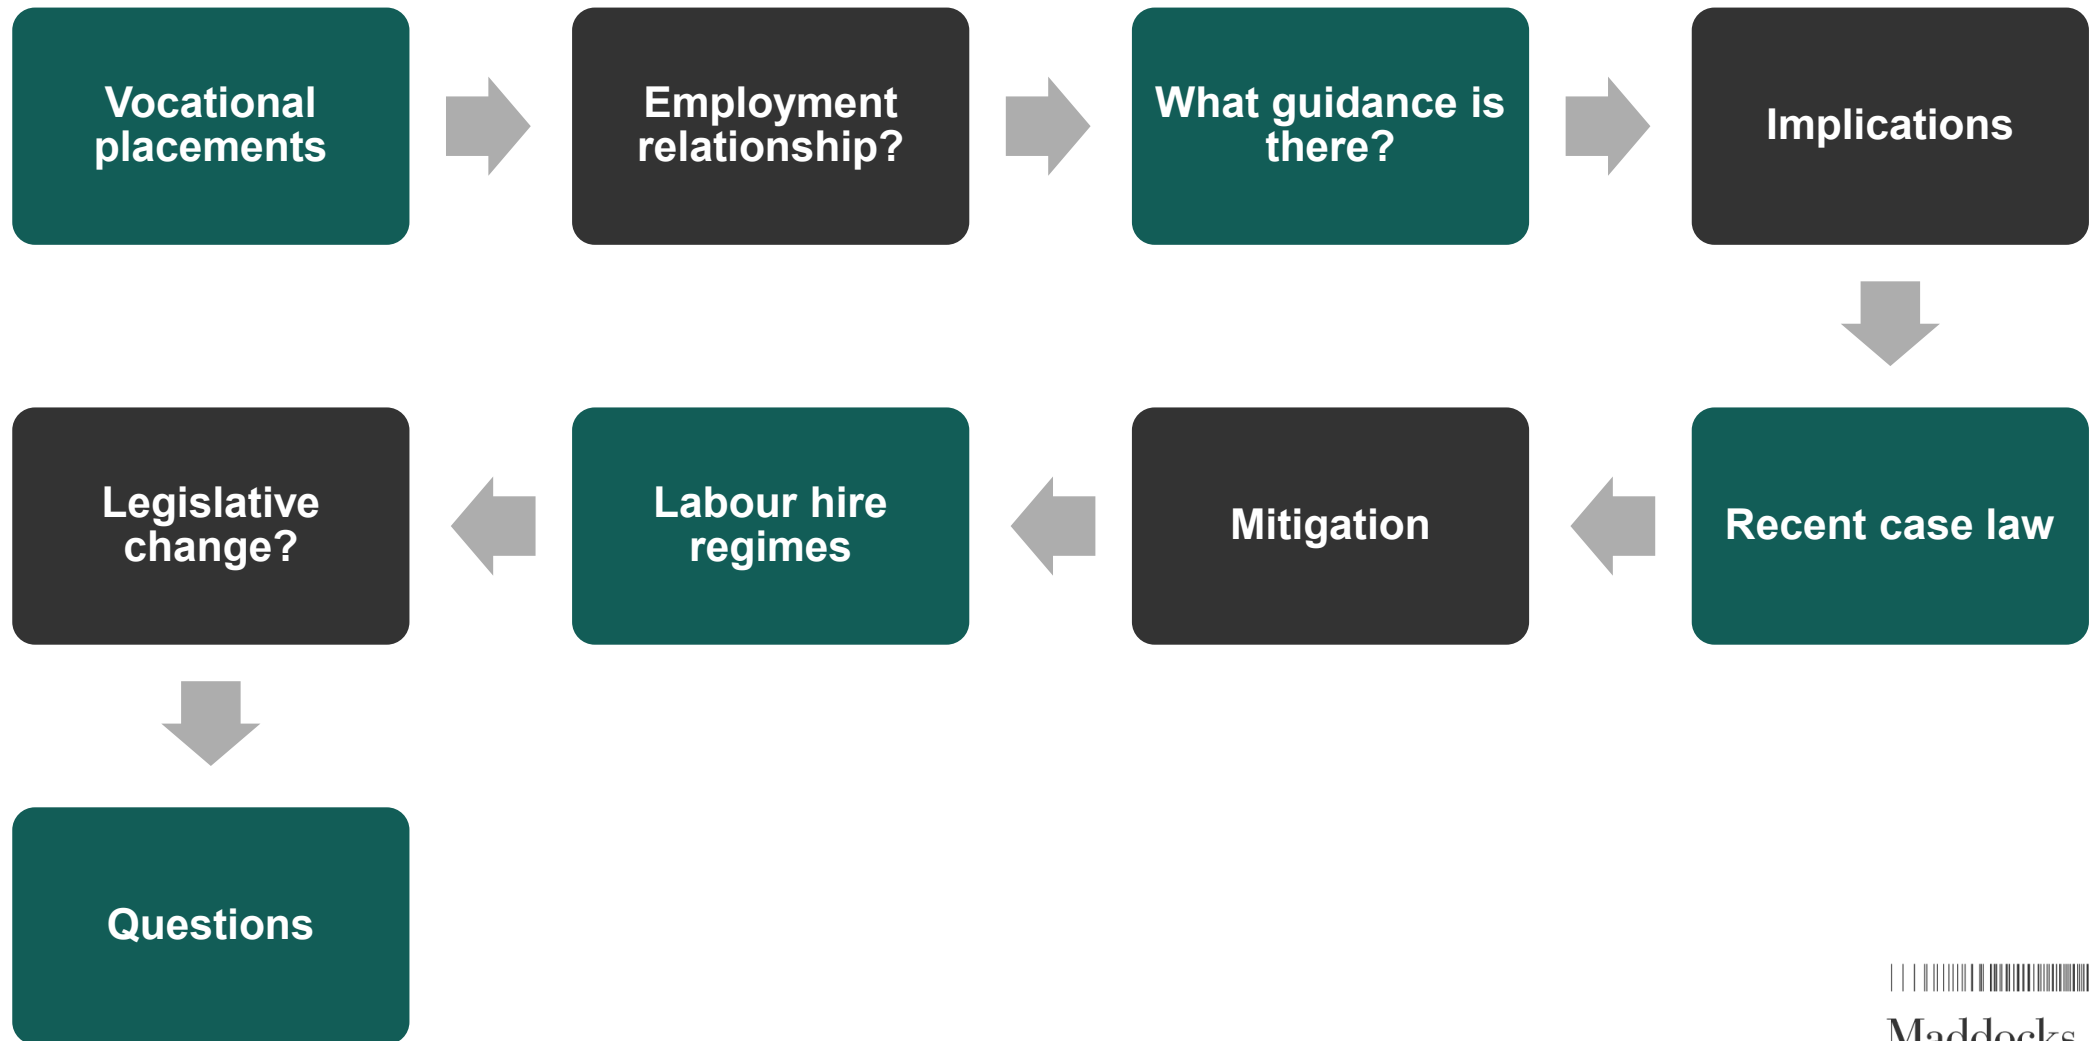 Vocational
placements
Employment
relationship?
What guidance is
there?
Implications
Recent case law
Mitigation
Labour hire
regimes
Legislative
change?
Questions
Maddocks